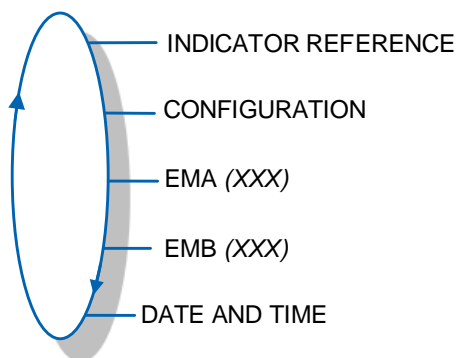 INDICATOR REFERENCE
CONFIGURATION
EMA (XXX)
EMB (XXX)
DATE AND TIME